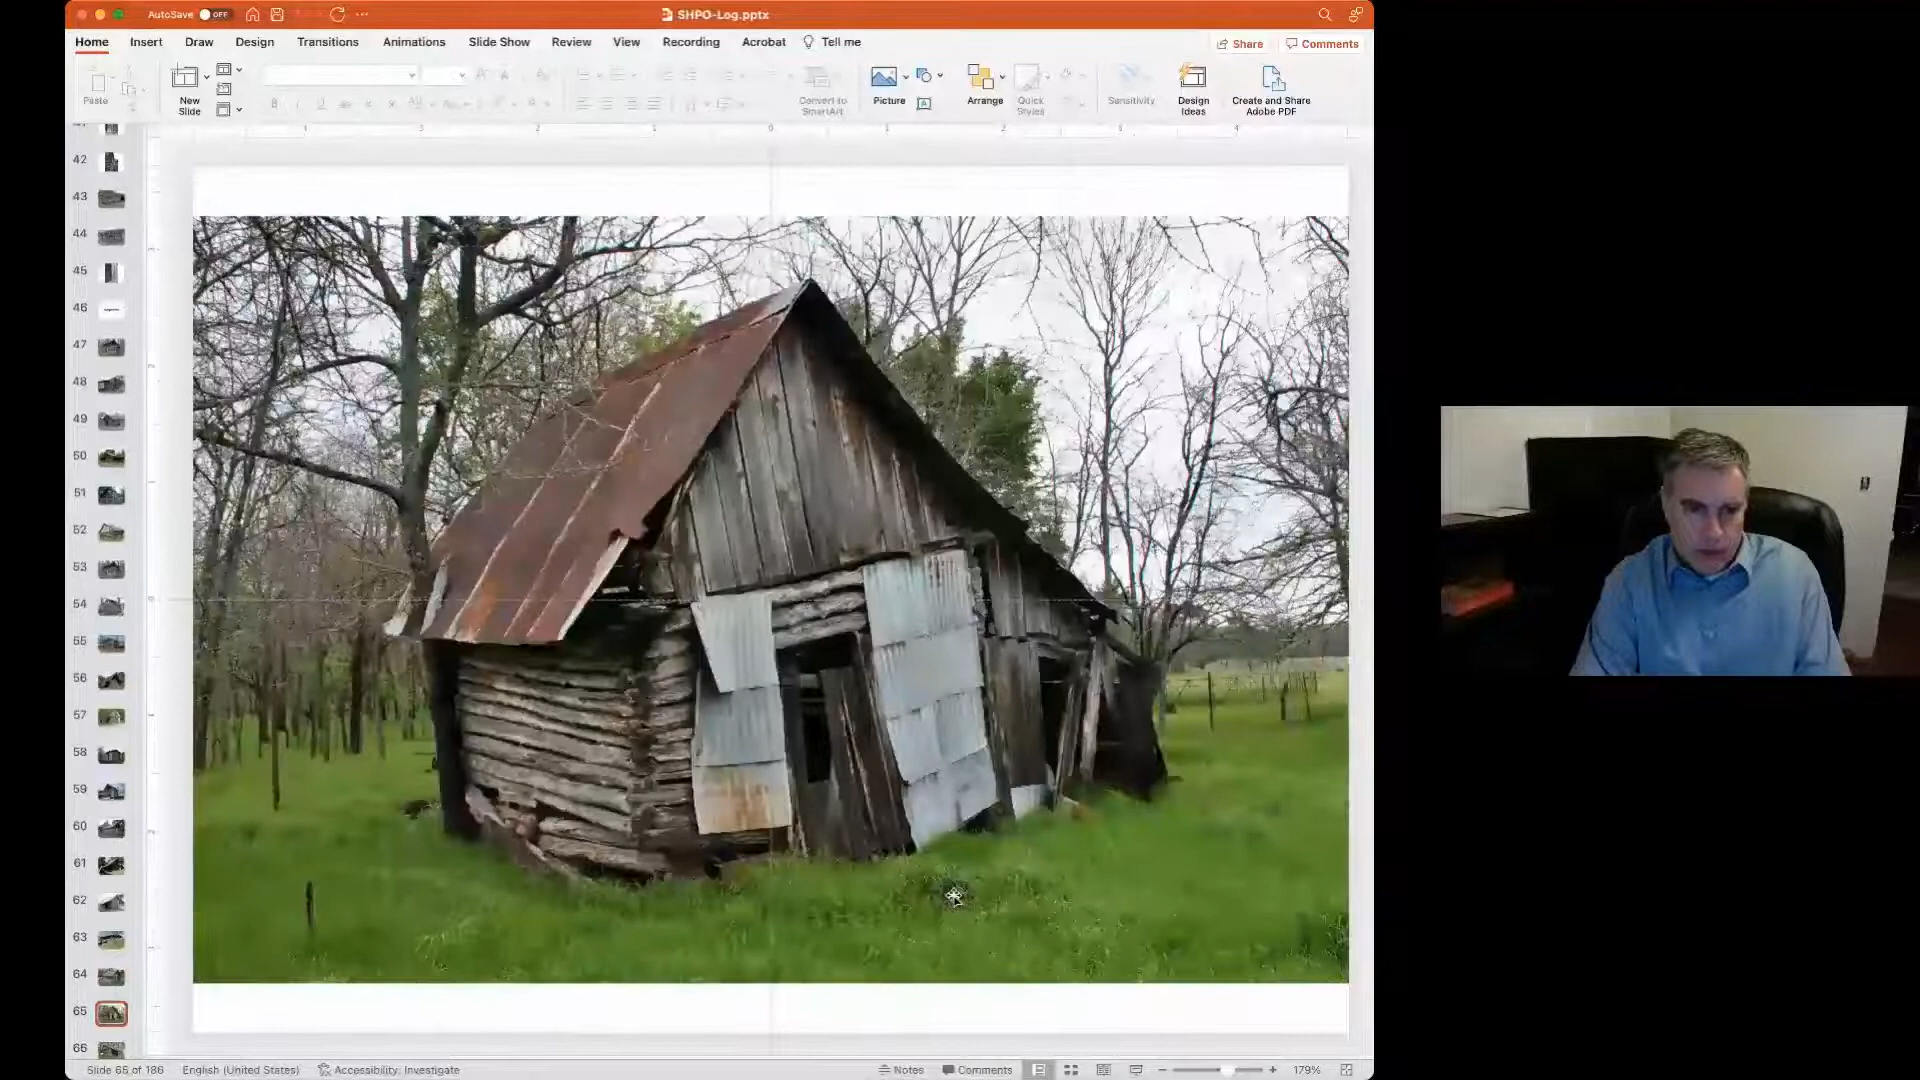 AutoSave OFF
SHPO-Log.pptx
Home Insert Draw Design Transitions Animations Slide Show Review View Recording Acrobat Tell me
Share Comments
Paste
New Slide
Convert to SmartArt
Picture
Arrange
Quick Styles
Sensitivity
Design Ideas
Create and Share Adobe PDF
42
43
44
45
46
47
48
49
50
51
52
53
54
55
56
57
58
59
60
61
62
63
64
65
66
Slide 65 of 186 English (United States) Accessibility: Investigate Notes Comments 179%